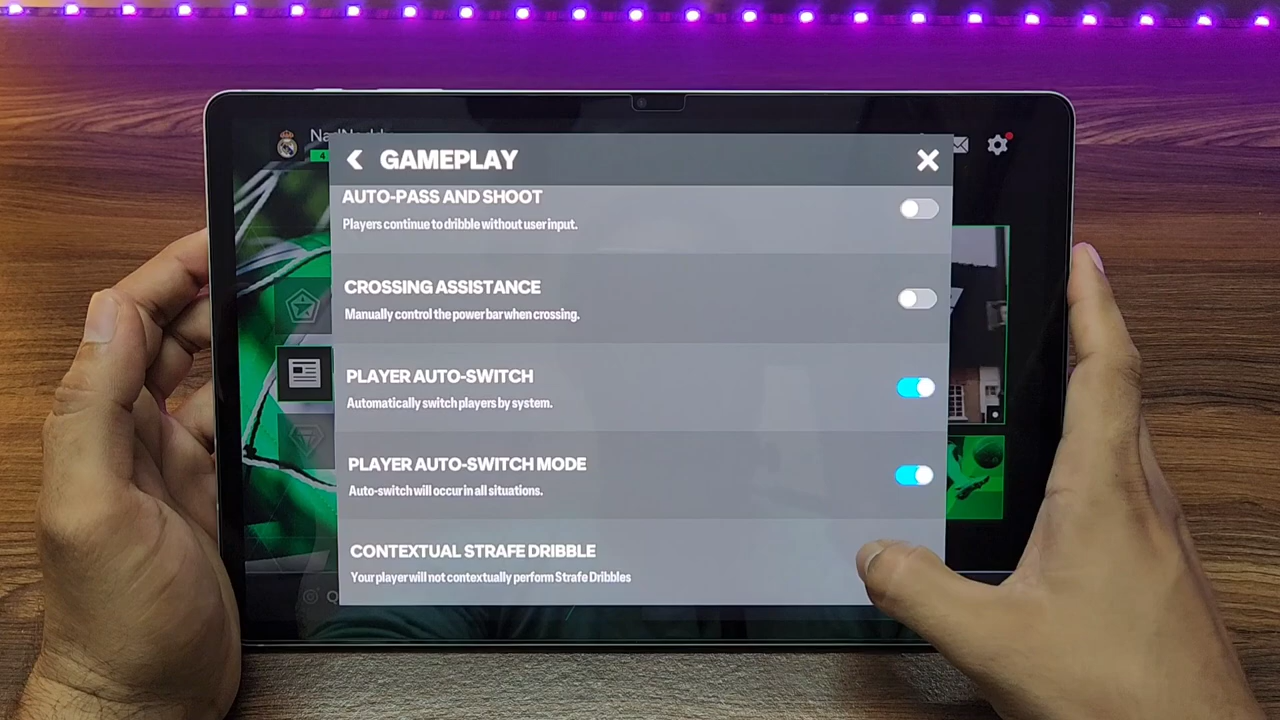 4
GAMEPLAY
AUTO-PASS AND SHOOT
Players continue to dribble without user input.
CROSSING ASSISTANCE
Manually control the power bar when crossing.
PLAYER AUTO-SWITCH
Automatically switch players by system.
PLAYER AUTO-SWITCH MODE
Auto-switch will occur in all situations.
CONTEXTUAL STRAFE DRIBBLE
Your player will not contextually perform Strafe Dribbles